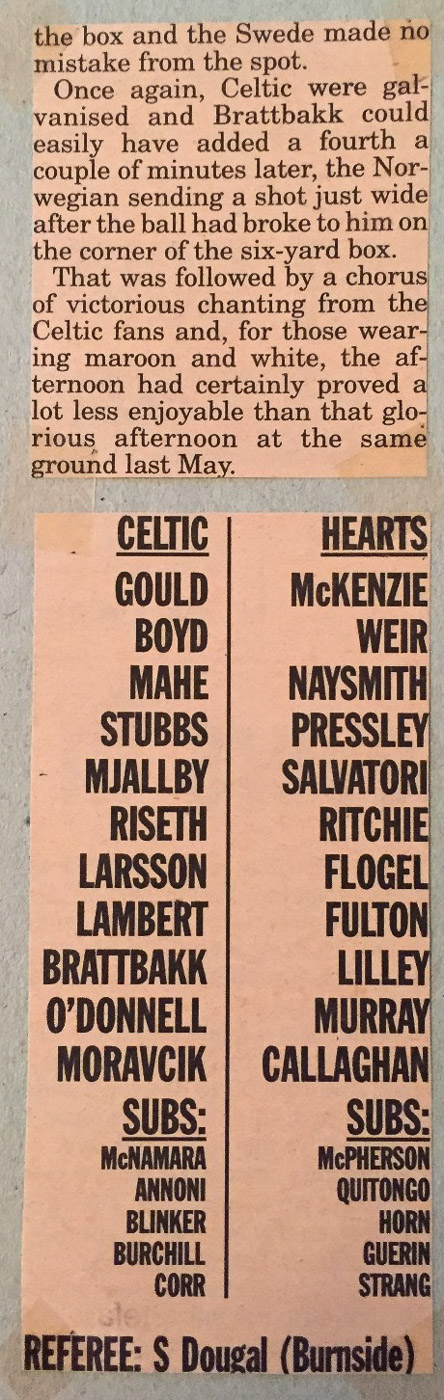 the box and the Swede made no
mistake from the spot.
Once again, Celtic were gal-
vanised and Brattbakk could
easily have added a fourth a
couple of minutes later, the Nor-
wegian sending a shot just wide
after the ball had broke to him on
the corner of the six-yard box.
That was followed by a chorus
of victorious chanting from the
Celtic fans and, for those wear-
ing maroon and white, the af-
ternoon had certainly proved a
lot less enjoyable than that glo-
rious afternoon at the same
ground last May.
CELTIC
GOULD
BOYD
MAHE
STUBBS
MJALLBY
RISETH
LARSSON
LAMBERT
BRATTBAKK
O'DONNELL
MORAVCIK
SUBS:
McNAMARA
ANNONI
BLINKER
BURCHILL
CORR
HEARTS
McKENZIE
WEIR
NAYSMITH
PRESSLEY
SALVATORI
RITCHIE
FLOGEL
FULTON
LILLEY
MURRAY
CALLAGHAN
SUBS:
McPHERSON
QUITONGO
HORN
GUERIN
STRANG
REFEREE: S Dougal (Burnside)